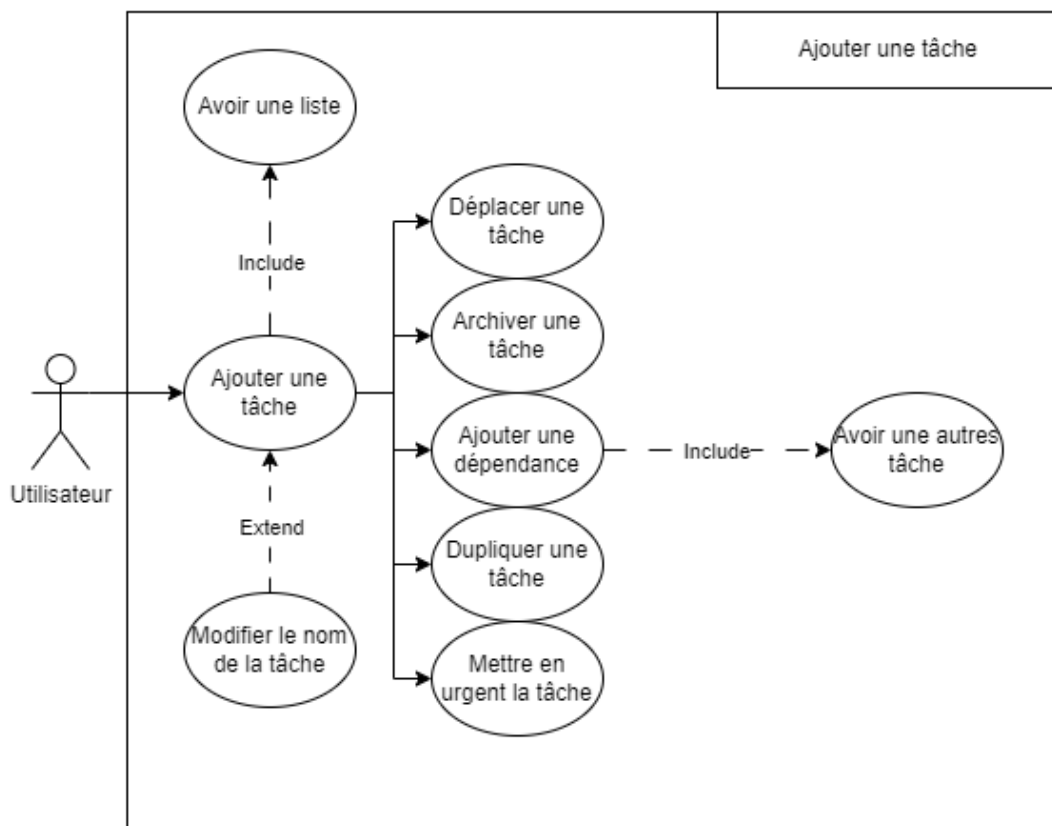 Ajouter une tâche
Avoir une liste
Déplacer une
tâche
Include
Archiver une
tâche
Ajouter une
tâche
Ajouter une
dépendance
Include
Avoir une autres
tâche
Utilisateur
Extend
Dupliquer une
tâche
Modifier le nom
de la tâche
Mettre en
urgent la tâche